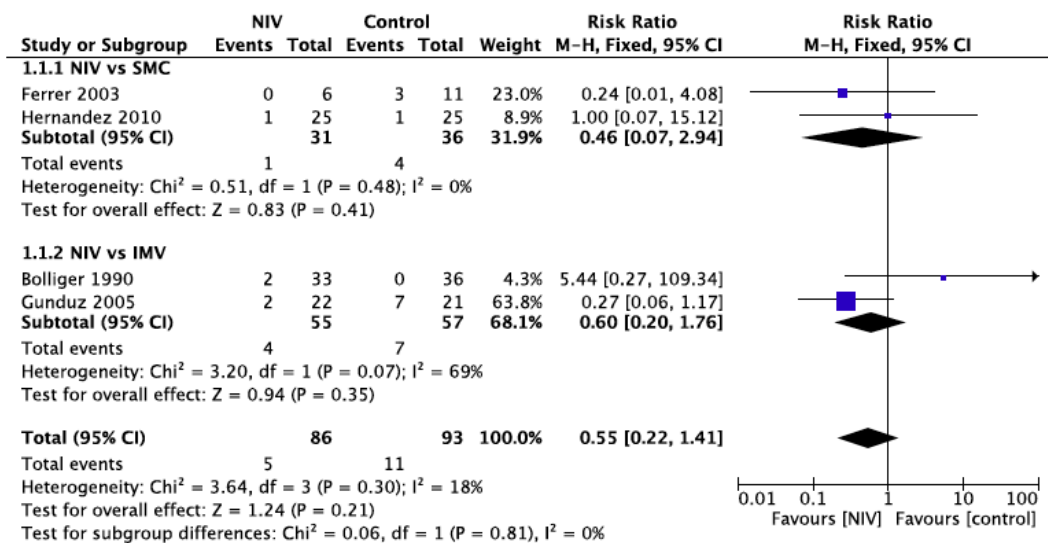 NIV Control Risk Ratio Risk Ratio
Study or Subgroup Events Total Events Total Weight M-H, Fixed, 95% CI M-H, Fixed, 95% CI
1.1.1 NIV vs SMC
Ferrer 2003 0 6 3 11 23.0% 0.24 [0.01, 4.08]
Hernandez 2010 1 25 1 25 8.9% 1.00 [0.07, 15.12]
Subtotal (95% CI) 31 36 31.9% 0.46 [0.07, 2.94]
Total events 1 4
Heterogeneity: Chi² = 0.51, df = 1 (P = 0.48); I² = 0%
Test for overall effect: Z = 0.83 (P = 0.41)
1.1.2 NIV vs IMV
Bolliger 1990 2 33 0 36 4.3% 5.44 [0.27, 109.34]
Gunduz 2005 2 22 7 21 63.8% 0.27 [0.06, 1.17]
Subtotal (95% CI) 55 57 68.1% 0.60 [0.20, 1.76]
Total events 4 7
Heterogeneity: Chi² = 3.20, df = 1 (P = 0.07); I² = 69%
Test for overall effect: Z = 0.94 (P = 0.35)
Total (95% CI) 86 93 100.0% 0.55 [0.22, 1.41]
Total events 5 11
Heterogeneity: Chi² = 3.64, df = 3 (P = 0.30); I² = 18%
Test for overall effect: Z = 1.24 (P = 0.21)
Test for subgroup differences: Chi² = 0.06, df = 1 (P = 0.81), I² = 0%
0.01 0.1 1 10 100
Favours [NIV] Favours [control]